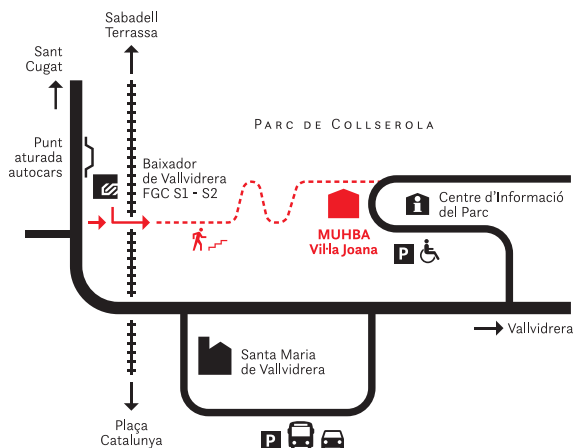 Sabadell
Terrassa
Sant
Cugat
PARC DE COLLSEROLA
Punt
aturada
autocars
Baixador
de Vallvidrera
FGC S1 - S2
Centre d'Informació
del Parc
MUHBA
Vil·la Joana
P
Vallvidrera
Santa Maria
de Vallvidrera
Plaça
Catalunya
P